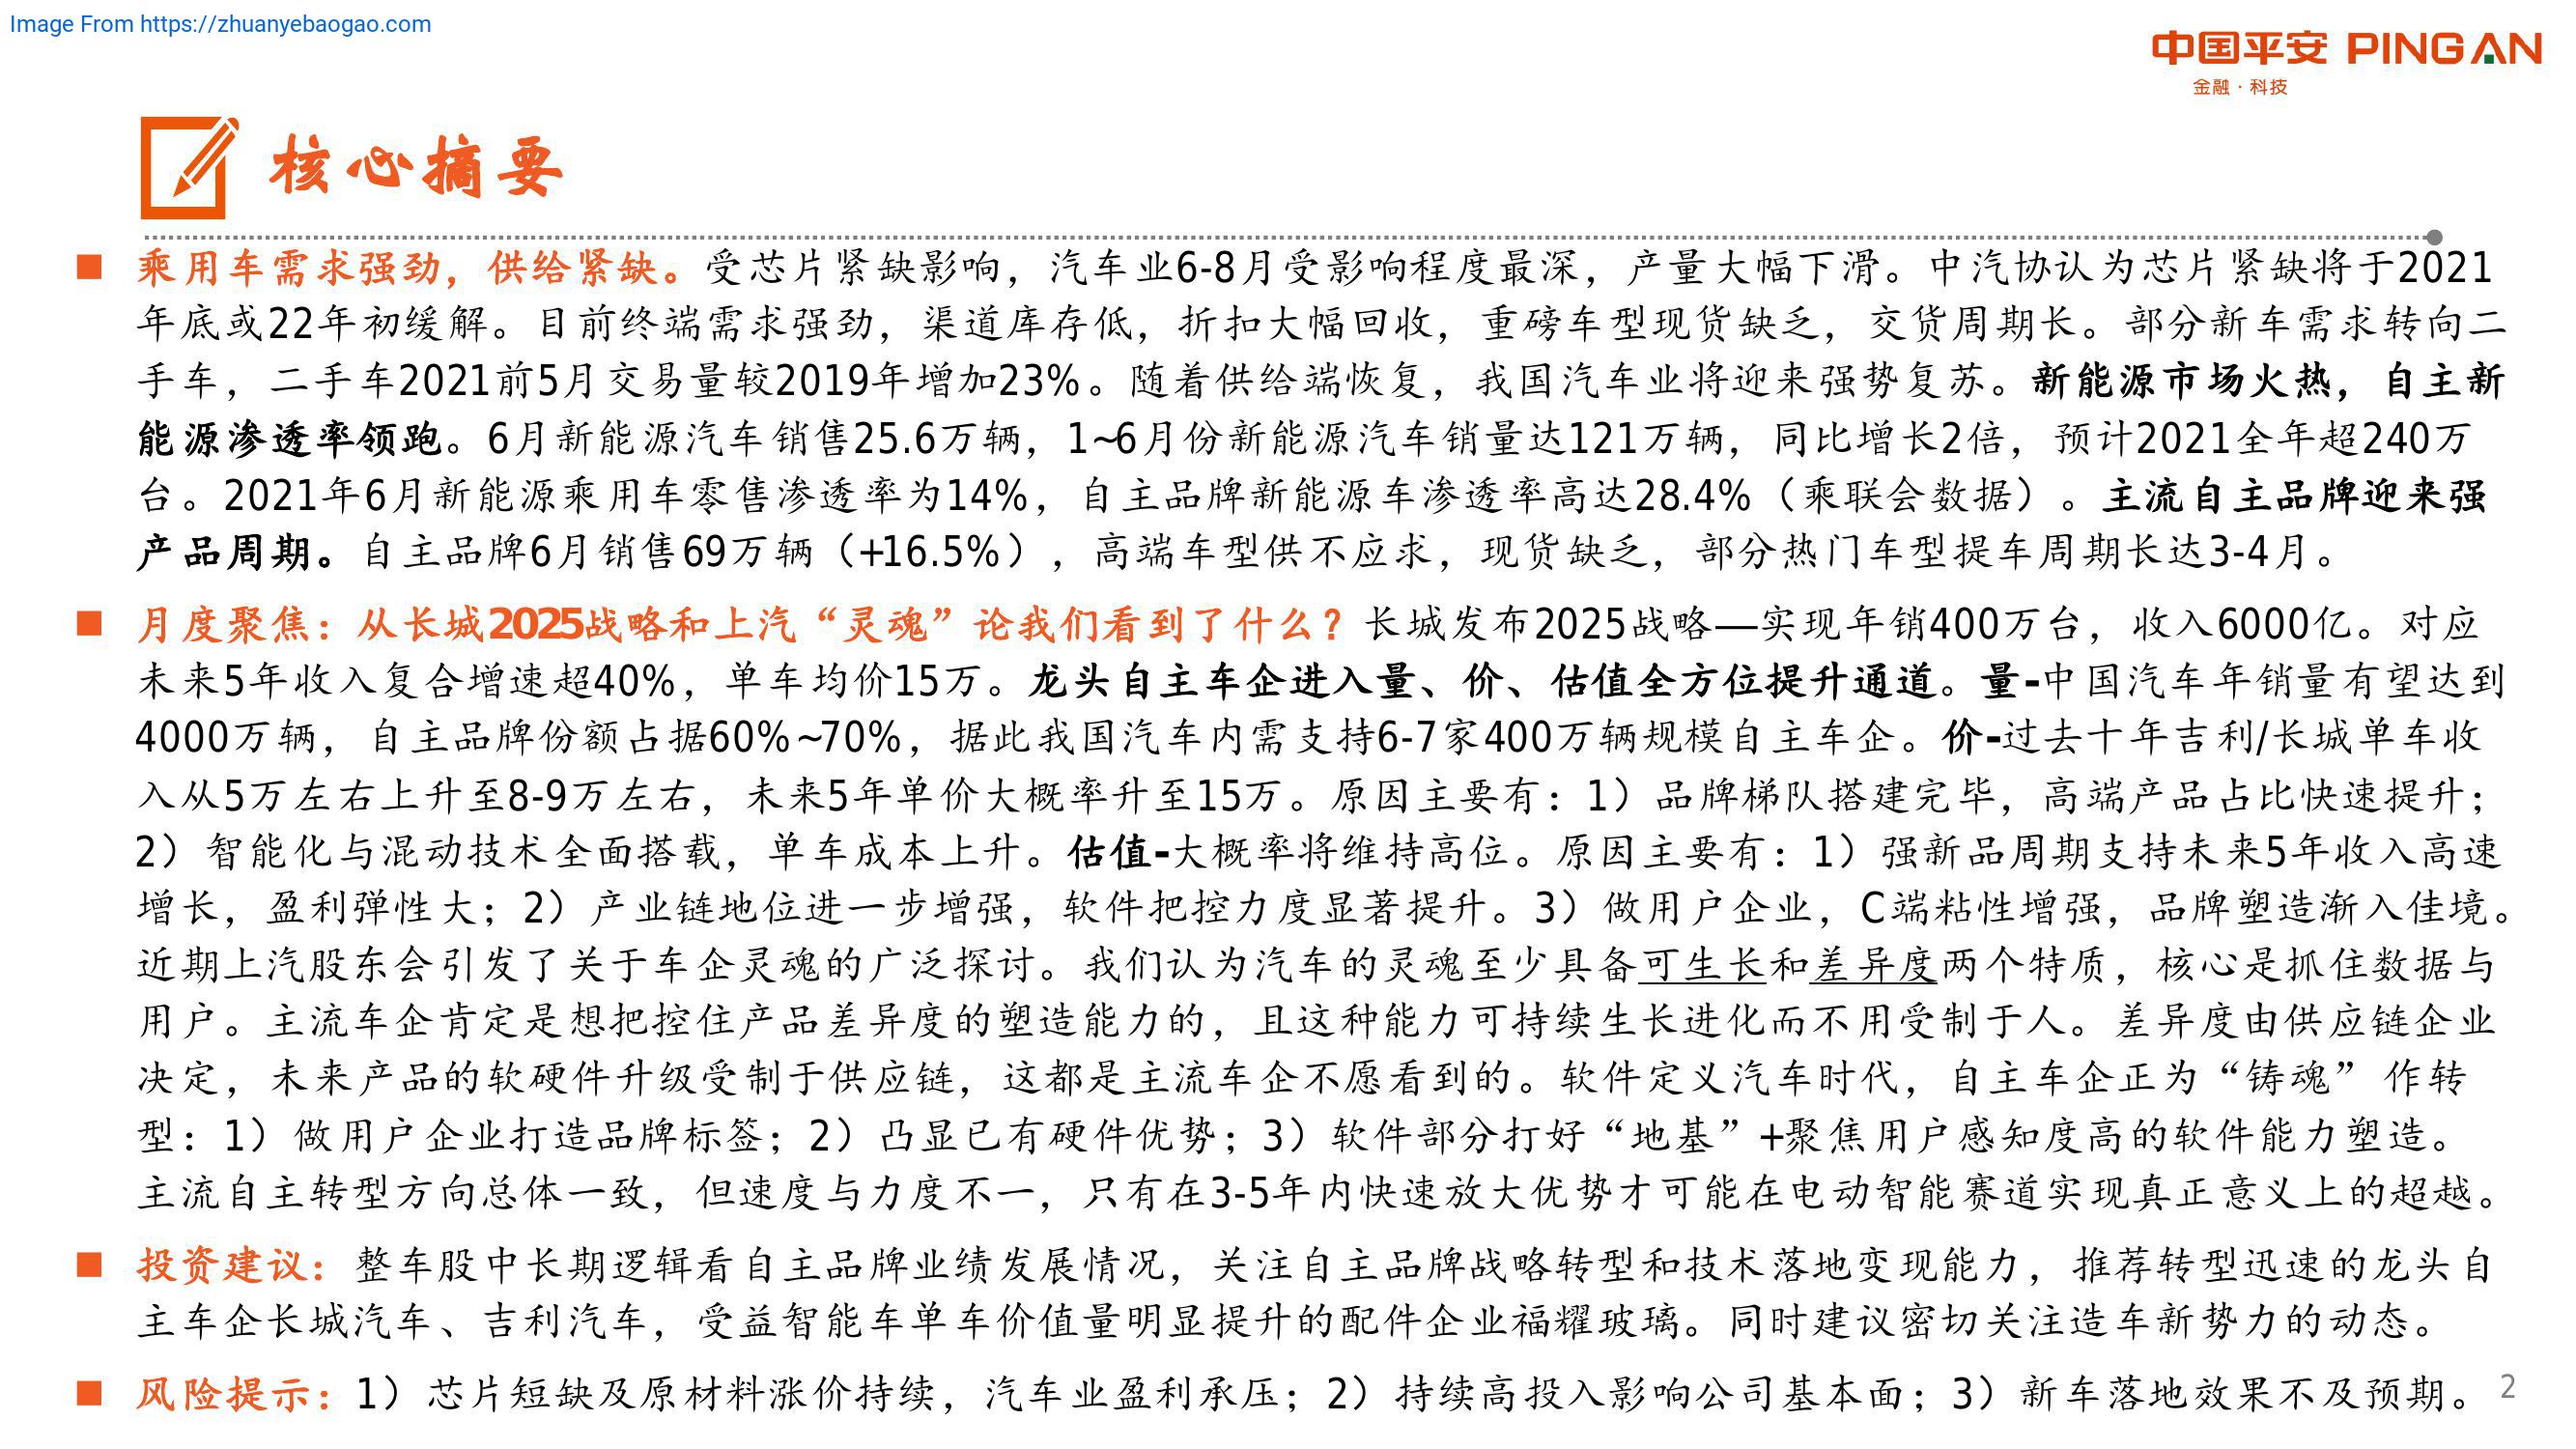 Image From https://zhuanyebaogao.com
中国平安 PINGAN
金融·科技
核心摘要
■ 乘用车需求强劲，供给紧缺。受芯片紧缺影响，汽车业6-8月受影响程度最深，产量大幅下滑。中汽协认为芯片紧缺将于2021
年底或22年初缓解。目前终端需求强劲，渠道库存低，折扣大幅回收，重磅车型现货缺乏，交货周期长。部分新车需求转向二
手车，二手车2021前5月交易量较2019年增加23%。随着供给端恢复，我国汽车业将迎来强势复苏。新能源市场火热，自主新
能源渗透率领跑。6月新能源汽车销售25.6万辆，1~6月份新能源汽车销量达121万辆，同比增长2倍，预计2021全年超240万
台。2021年6月新能源乘用车零售渗透率为14%，自主品牌新能源车渗透率高达28.4%（乘联会数据）。主流自主品牌迎来强
产品周期。自主品牌6月销售69万辆（+16.5%），高端车型供不应求，现货缺乏，部分热门车型提车周期长达3-4月。
■ 月度聚焦：从长城2025战略和上汽“灵魂”论我们看到了什么？长城发布2025战略—实现年销400万台，收入6000亿。对应
未来5年收入复合增速超40%，单车均价15万。龙头自主车企进入量、价、估值全方位提升通道。量-中国汽车年销量有望达到
4000万辆，自主品牌份额占据60%~70%，据此我国汽车内需支持6-7家400万辆规模自主车企。价-过去十年吉利/长城单车收
入从5万左右上升至8-9万左右，未来5年单价大概率升至15万。原因主要有：1）品牌梯队搭建完毕，高端产品占比快速提升；
2）智能化与混动技术全面搭载，单车成本上升。估值-大概率将维持高位。原因主要有：1）强新品周期支持未来5年收入高速
增长，盈利弹性大；2）产业链地位进一步增强，软件把控力度显著提升。3）做用户企业，C端粘性增强，品牌塑造渐入佳境。
近期上汽股东会引发了关于车企灵魂的广泛探讨。我们认为汽车的灵魂至少具备可生长和差异度两个特质，核心是抓住数据与
用户。主流车企肯定是想把控住产品差异度的塑造能力的，且这种能力可持续生长进化而不用受制于人。差异度由供应链企业
决定，未来产品的软硬件升级受制于供应链，这都是主流车企不愿看到的。软件定义汽车时代，自主车企正为“铸魂” 作转
型：1）做用户企业打造品牌标签；2）凸显已有硬件优势；3）软件部分打好“地基”+聚焦用户感知度高的软件能力塑造。
主流自主转型方向总体一致，但速度与力度不一，只有在3-5年内快速放大优势才可能在电动智能赛道实现真正意义上的超越。
■ 投资建议：整车股中长期逻辑看自主品牌业绩发展情况，关注自主品牌战略转型和技术落地变现能力，推荐转型迅速的龙头自
主车企长城汽车、吉利汽车，受益智能车单车价值量明显提升的配件企业福耀玻璃。同时建议密切关注造车新势力的动态。
■ 风险提示：1）芯片短缺及原材料涨价持续，汽车业盈利承压；2）持续高投入影响公司基本面；3）新车落地效果不及预期。
2